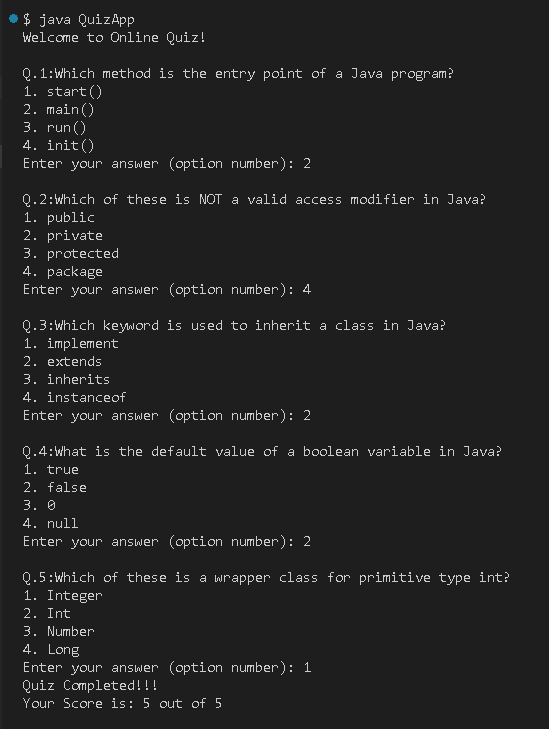 $ java QuizApp
Welcome to Online Quiz!
Q.1:Which method is the entry point of a Java program?
1. start()
2. main()
3. run()
4. init()
Enter your answer (option number): 2
Q.2:Which of these is NOT a valid access modifier in Java?
1. public
2. private
3. protected
4. package
Enter your answer (option number): 4
Q.3:Which keyword is used to inherit a class in Java?
1. implement
2. extends
3. inherits
4. instanceof
Enter your answer (option number): 2
Q.4:What is the default value of a boolean variable in Java?
1. true
2. false
3. 0
4. null
Enter your answer (option number): 2
Q.5:Which of these is a wrapper class for primitive type int?
1. Integer
2. Int
3. Number
4. Long
Enter your answer (option number): 1
Quiz Completed!!!
Your Score is: 5 out of 5